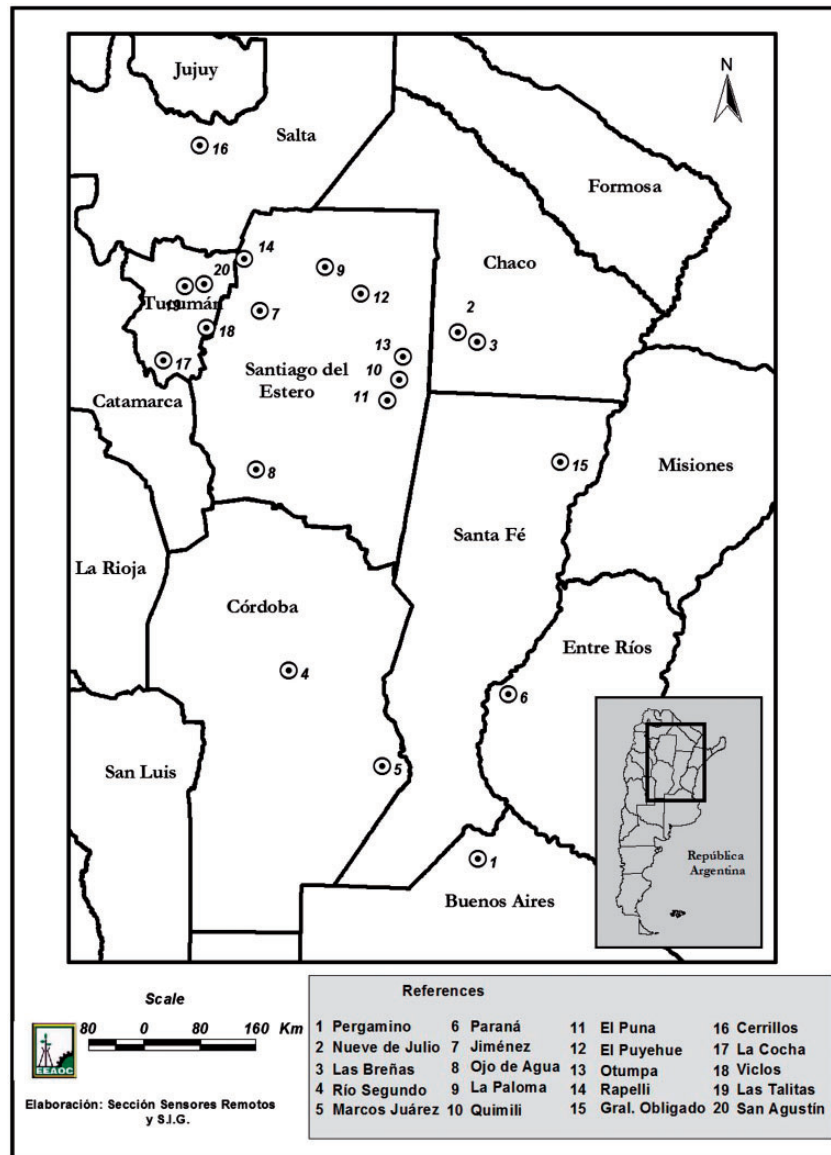 Jujuy
N
16
Salta
Formosa
14
20
9
Chaco
12
Tucumán
19
7
2
18
3
13
17
Santiago del
Estero
10
11
Catamarca
8
15
Misiones
Santa Fé
La Rioja
Córdoba
Entre Ríos
4
6
San Luis
5
República
Argentina
1
Buenos Aires
Scale
80 0 80 160 Km
EEAOC
Elaboración: Sección Sensores Remotos
y S.I.G.
References
1 Pergamino 6 Paraná 11 El Puna 16 Cerrillos
2 Nueve de Julio 7 Jiménez 12 El Puyehue 17 La Cocha
3 Las Breñas 8 Ojo de Agua 13 Otumpa 18 Viclos
4 Río Segundo 9 La Paloma 14 Rapelli 19 Las Talitas
5 Marcos Juárez 10 Quimili 15 Gral. Obligado 20 San Agustín